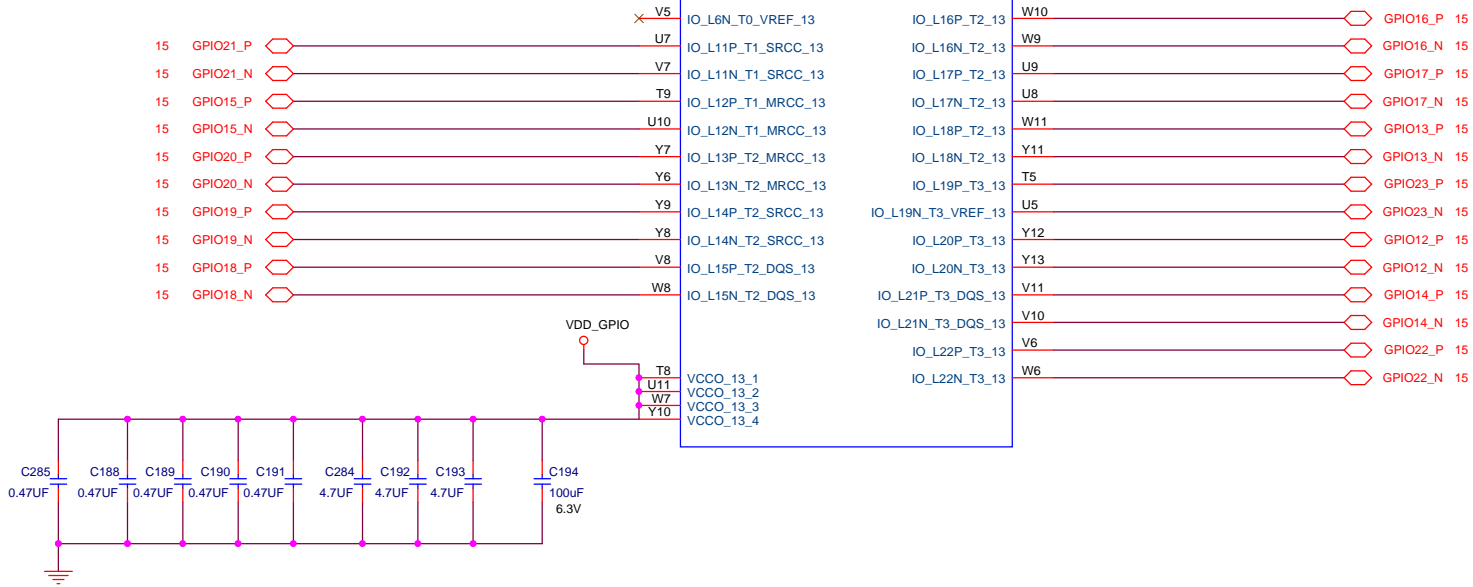 V5 IO_L6N_T0_VREF_13 IO_L16P_T2_13 W10 GPIO16_P 15
15 GPIO21_P U7 IO_L11P_T1_SRCC_13 IO_L16N_T2_13 W9 GPIO16_N 15
15 GPIO21_N V7 IO_L11N_T1_SRCC_13 IO_L17P_T2_13 U9 GPIO17_P 15
15 GPIO15_P T9 IO_L12P_T1_MRCC_13 IO_L17N_T2_13 U8 GPIO17_N 15
15 GPIO15_N U10 IO_L12N_T1_MRCC_13 IO_L18P_T2_13 W11 GPIO13_P 15
15 GPIO20_P Y7 IO_L13P_T2_MRCC_13 IO_L18N_T2_13 Y11 GPIO13_N 15
15 GPIO20_N Y6 IO_L13N_T2_MRCC_13 IO_L19P_T3_13 T5 GPIO23_P 15
15 GPIO19_P Y9 IO_L14P_T2_SRCC_13 IO_L19N_T3_VREF_13 U5 GPIO23_N 15
15 GPIO19_N Y8 IO_L14N_T2_SRCC_13 IO_L20P_T3_13 Y12 GPIO12_P 15
15 GPIO18_P V8 IO_L15P_T2_DQS_13 IO_L20N_T3_13 Y13 GPIO12_N 15
15 GPIO18_N W8 IO_L15N_T2_DQS_13 IO_L21P_T3_DQS_13 V11 GPIO14_P 15
VDD_GPIO IO_L21N_T3_DQS_13 V10 GPIO14_N 15
IO_L22P_T3_13 V6 GPIO22_P 15
T8 VCCO_13_1 IO_L22N_T3_13 W6 GPIO22_N 15
U11 VCCO_13_2
W7 VCCO_13_3
Y10 VCCO_13_4
C285 C188 C189 C190 C191 C284 C192 C193 C194
0.47UF 0.47UF 0.47UF 0.47UF 0.47UF 4.7UF 4.7UF 4.7UF 100uF
6.3V